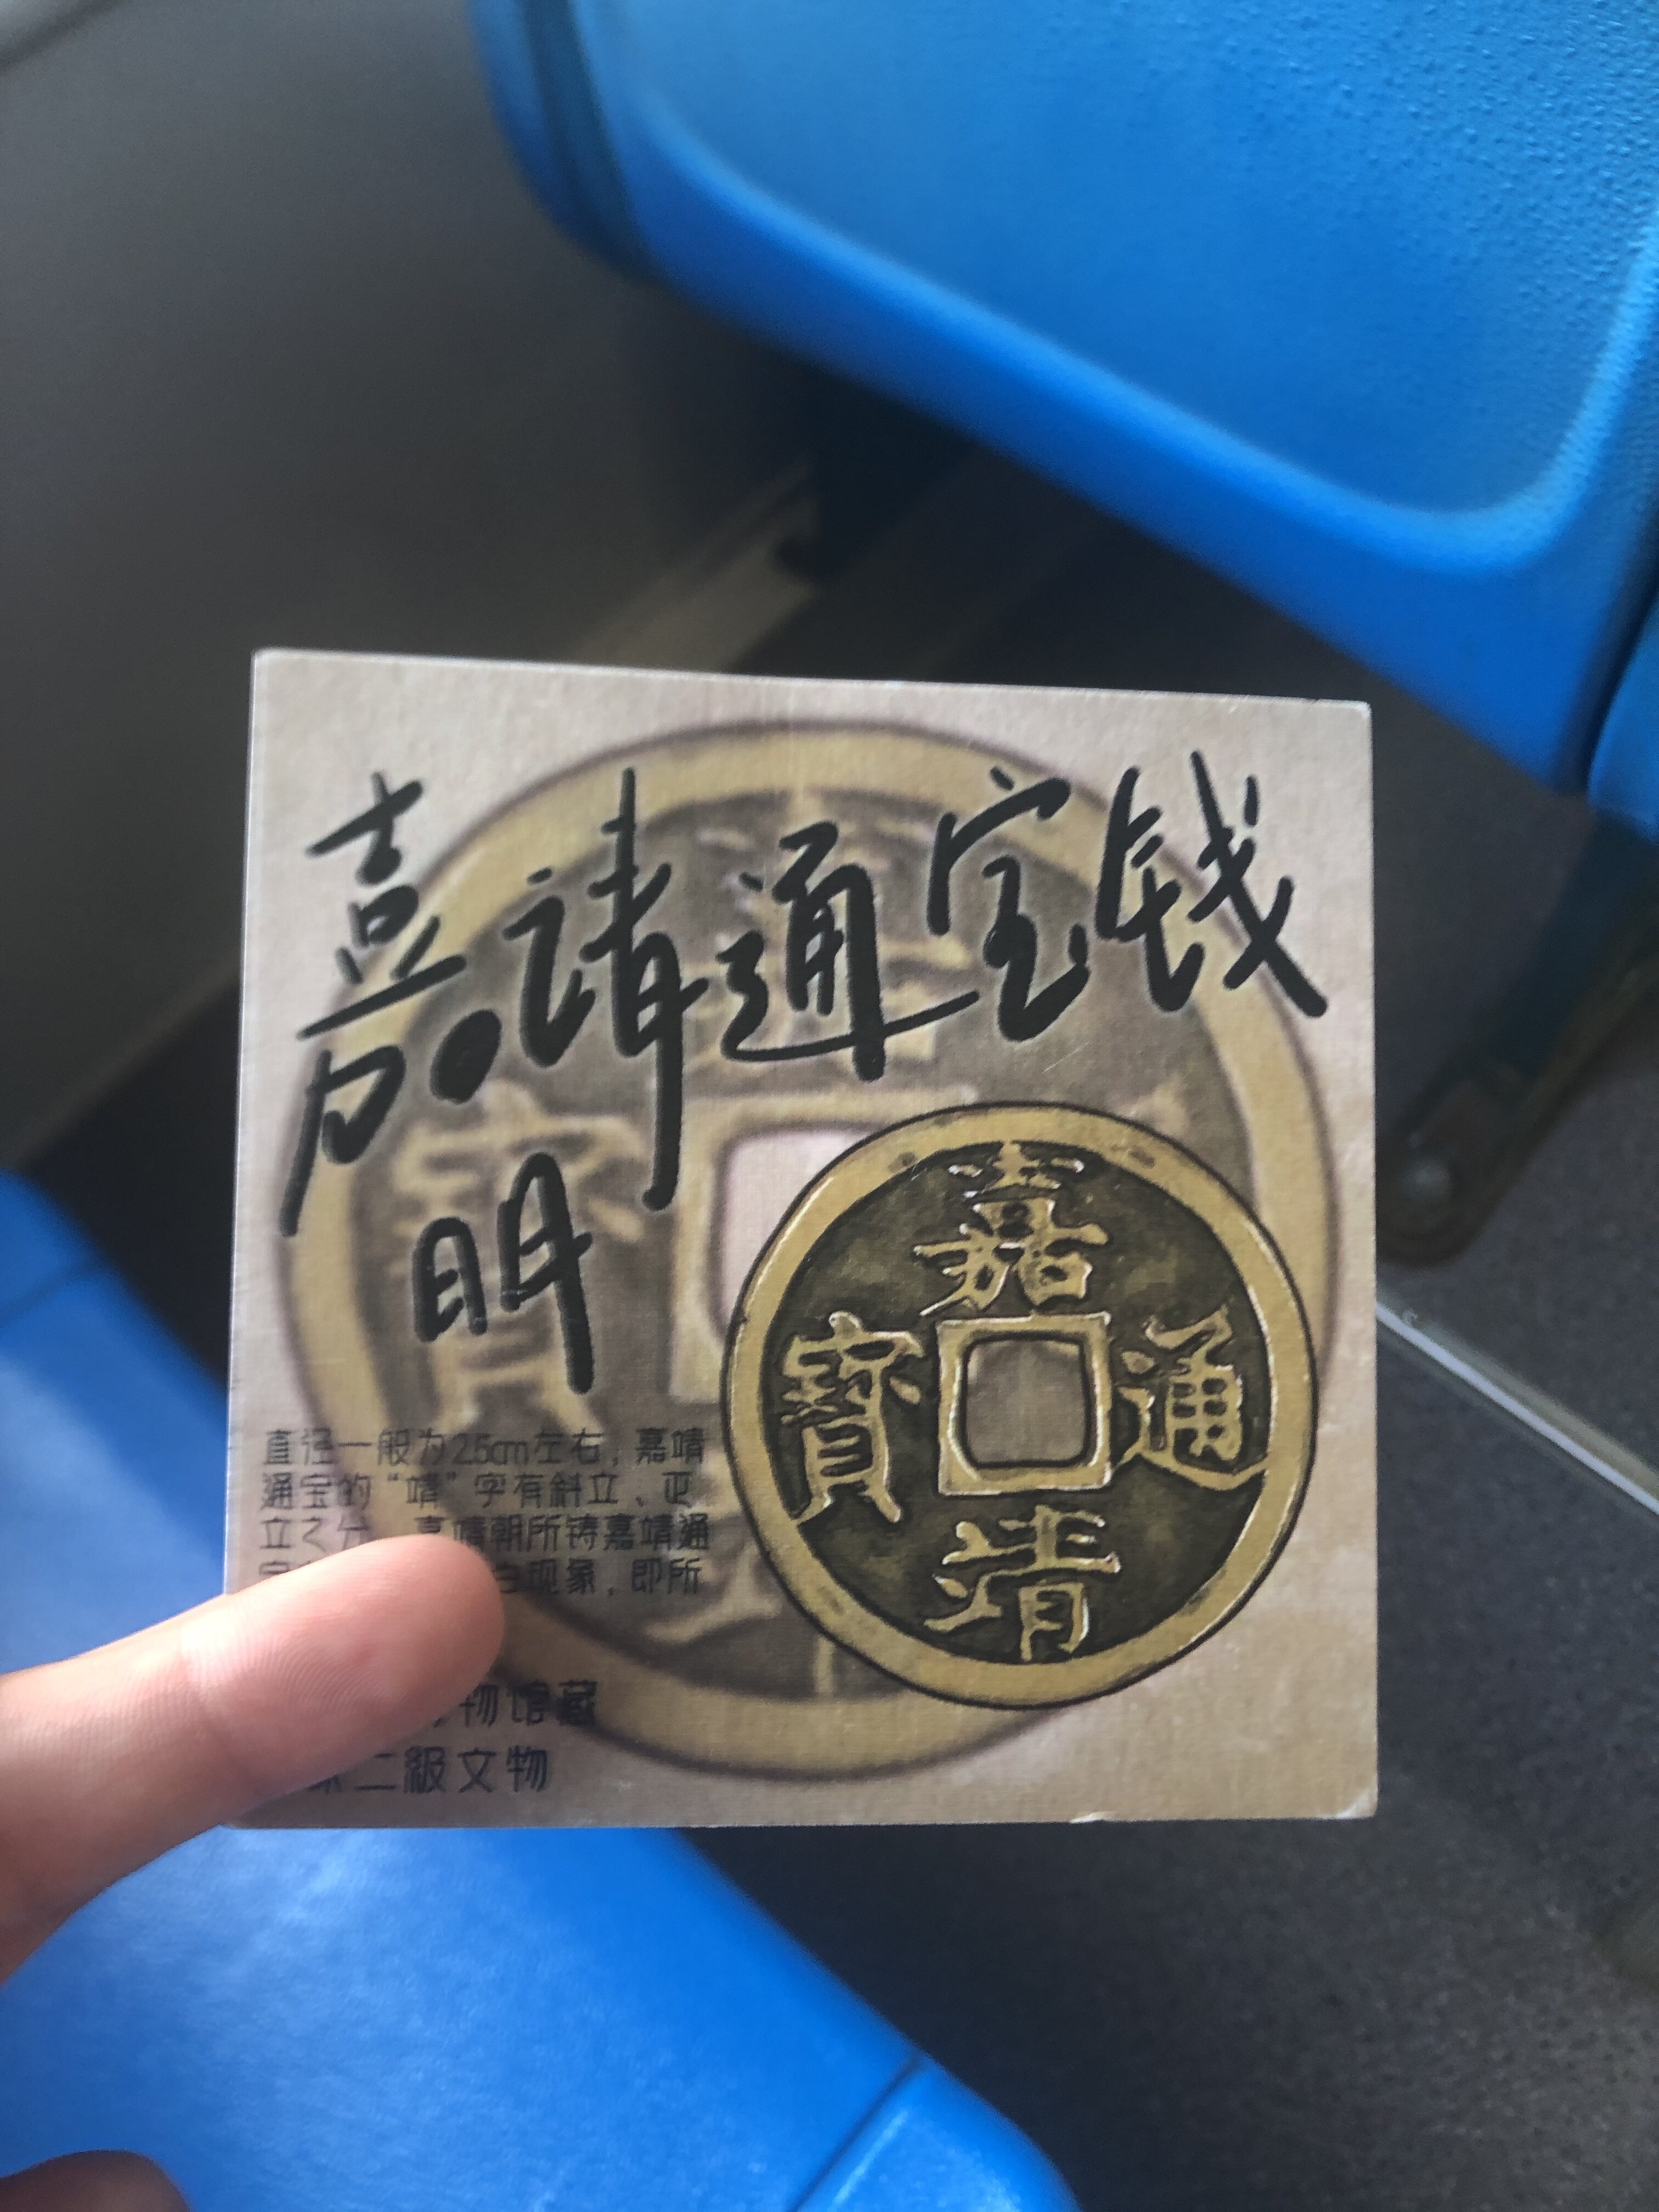 嘉靖通宝钱
明
嘉
通
寶
靖
直径一般为2.5cm左右，嘉靖
通宝的“靖”字有斜立、正
立之分 嘉靖朝所铸嘉靖通
白现象，即所
物馆藏
二級文物